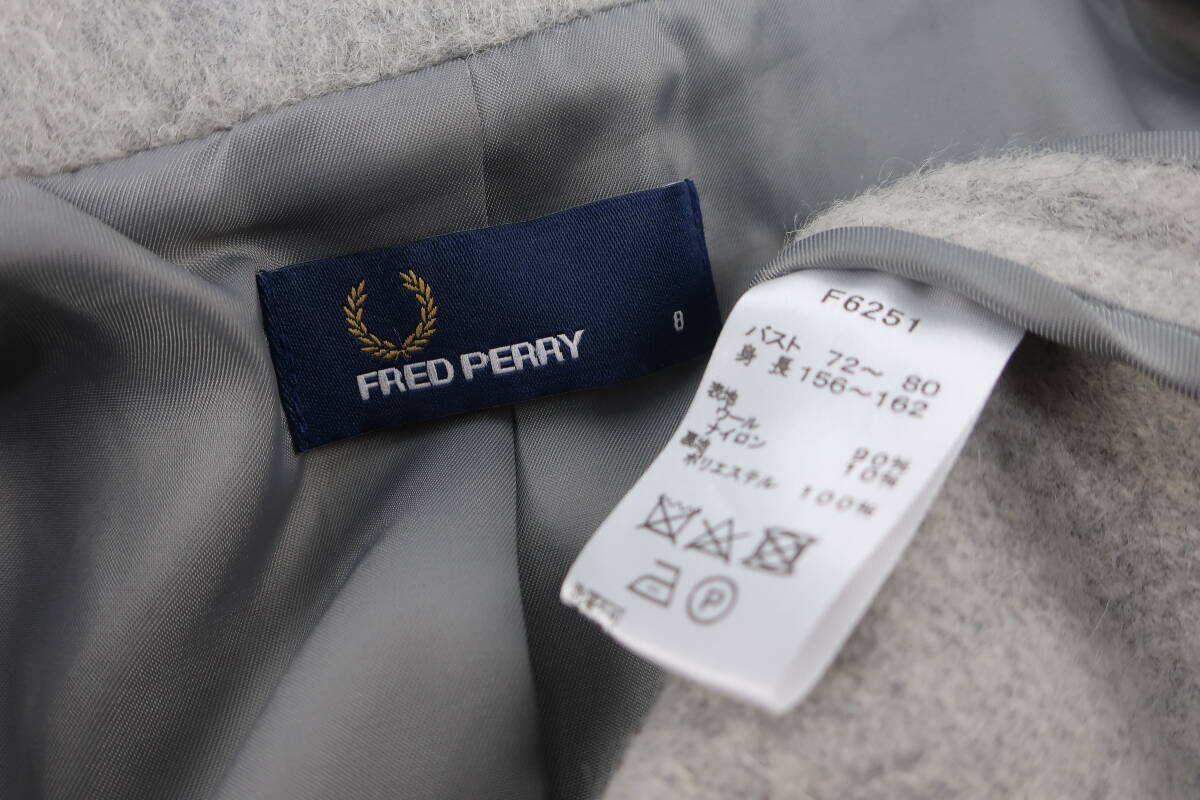 FRED PERRY
8
F6251
バスト 72～ 80
身 長 156～162
表地
ウール 90%
ナイロン 10%
裏地
ポリエステル 100%
P